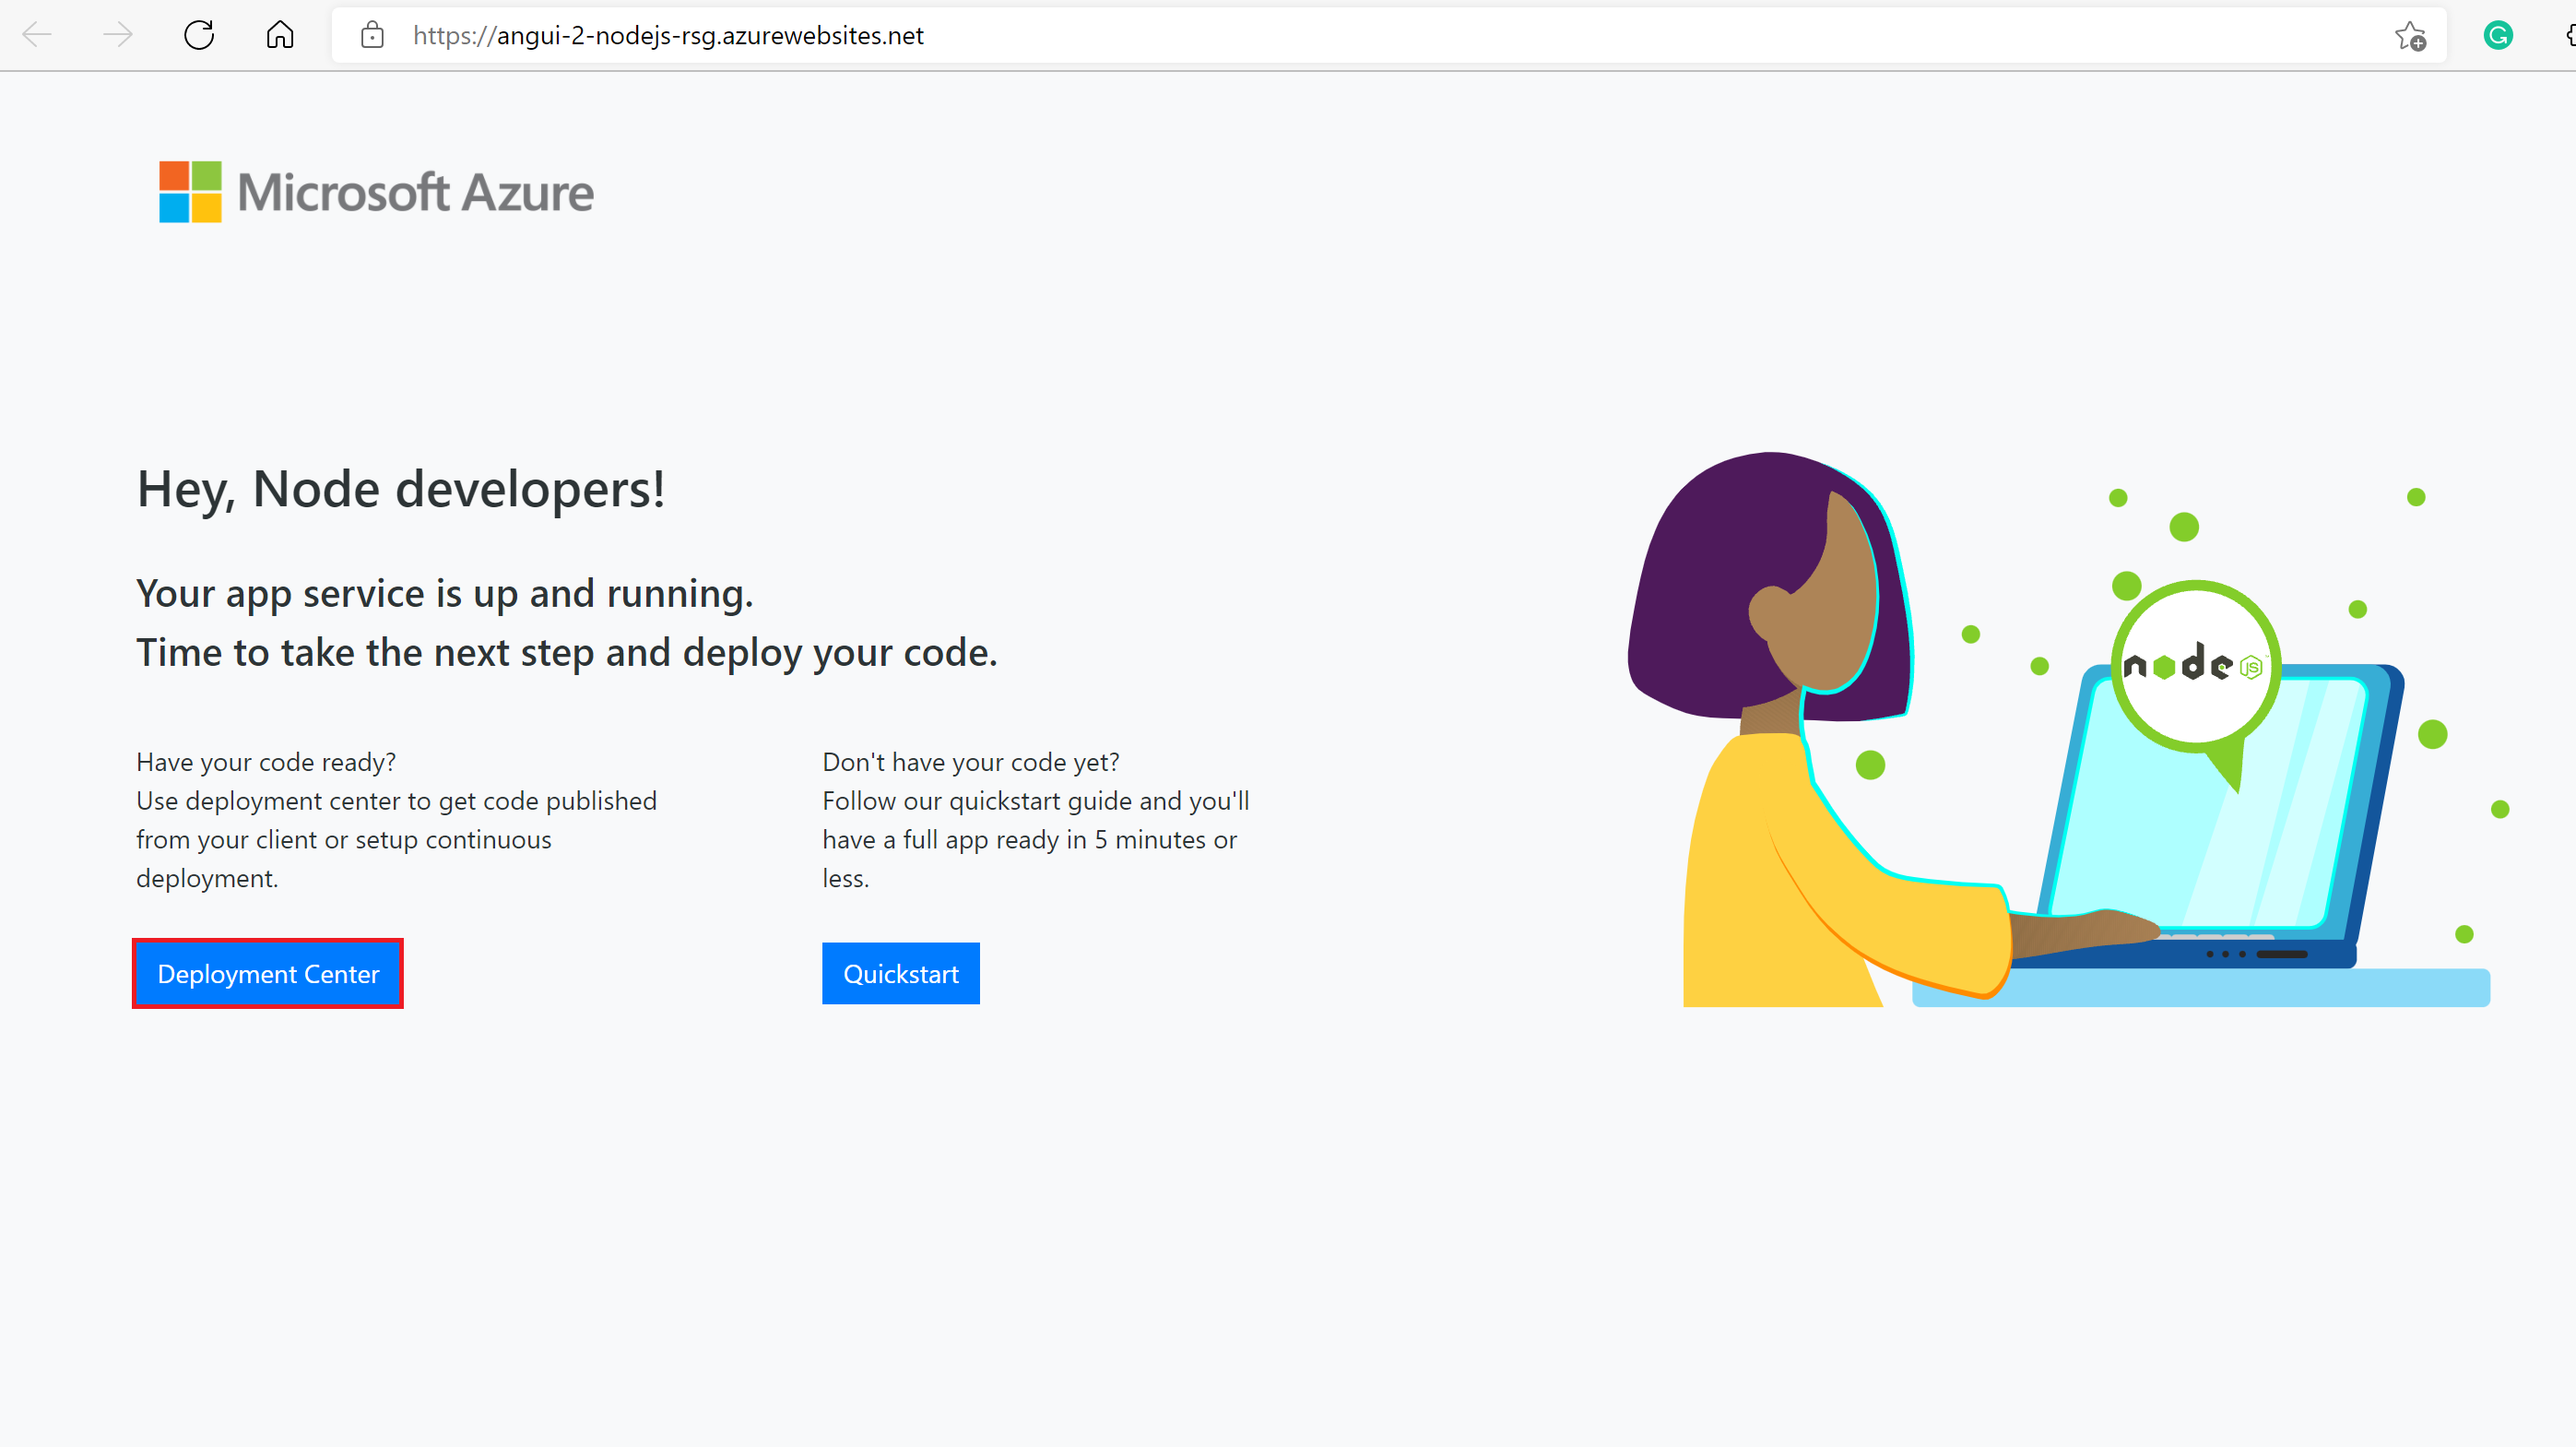 https://angui-2-nodejs-rsg.azurewebsites.net
Microsoft Azure
Hey, Node developers!
Your app service is up and running.
Time to take the next step and deploy your code.
Have your code ready?
Use deployment center to get code published
from your client or setup continuous
deployment.
Deployment Center
Don't have your code yet?
Follow our quickstart guide and you'll
have a full app ready in 5 minutes or
less.
Quickstart
node JS